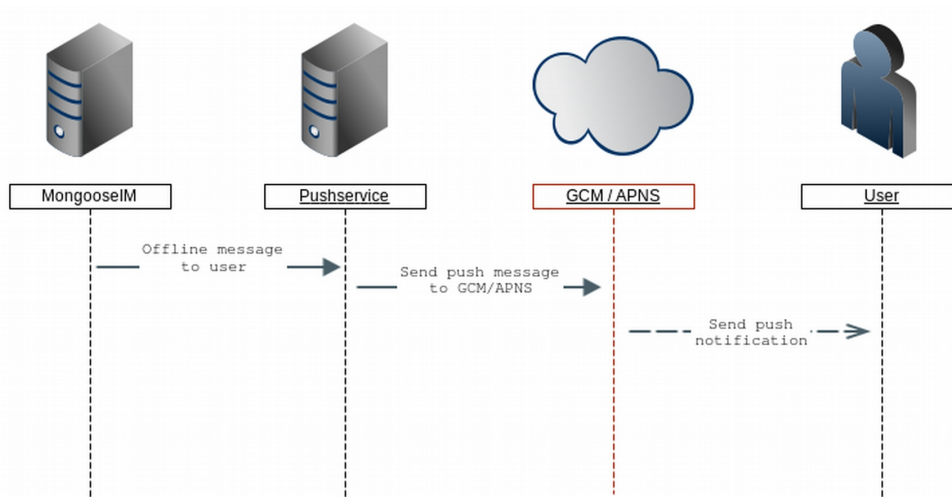 MongooseIM
Pushservice
GCM / APNS
User
Offline message
to user
Send push message
to GCM/APNS
Send push
notification